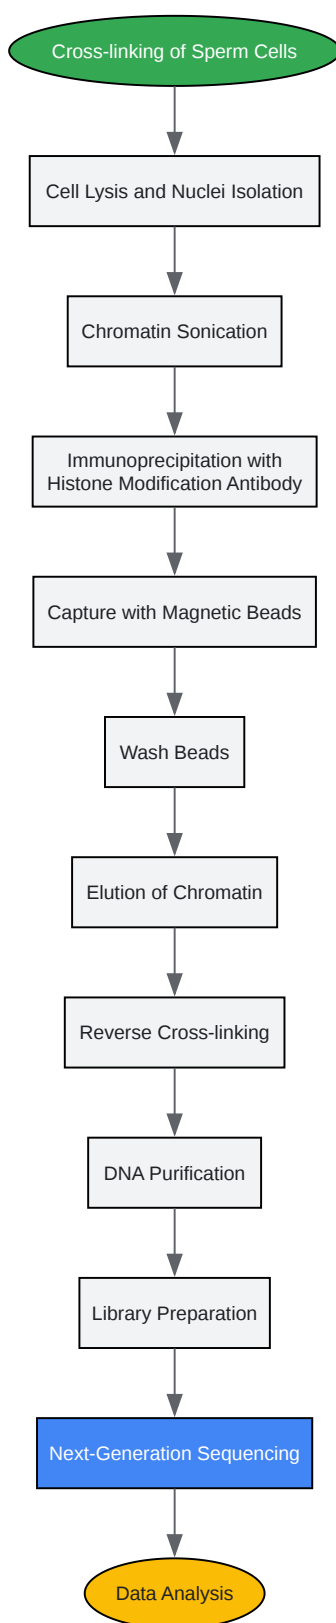 Cross-linking of Sperm Cells
Cell Lysis and Nuclei Isolation
Chromatin Sonication
Immunoprecipitation with
Histone Modification Antibody
Capture with Magnetic Beads
Wash Beads
Elution of Chromatin
Reverse Cross-linking
DNA Purification
Library Preparation
Next-Generation Sequencing
Data Analysis